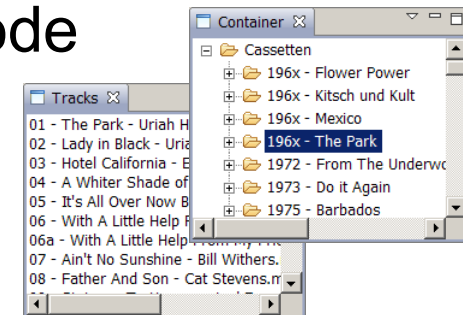 ode
Container
Cassetten
196x - Flower Power
196x - Kitsch und Kult
196x - Mexico
196x - The Park
1972 - From The Underwo
1973 - Do it Again
1975 - Barbados
Tracks
01 - The Park - Uriah H
02 - Lady in Black - Uria
03 - Hotel California - E
04 - A Whiter Shade of
05 - It's All Over Now B
06 - With A Little Help F
06a - With A Little Help From My
07 - Ain't No Sunshine - Bill Withers.
08 - Father And Son - Cat Stevens.m